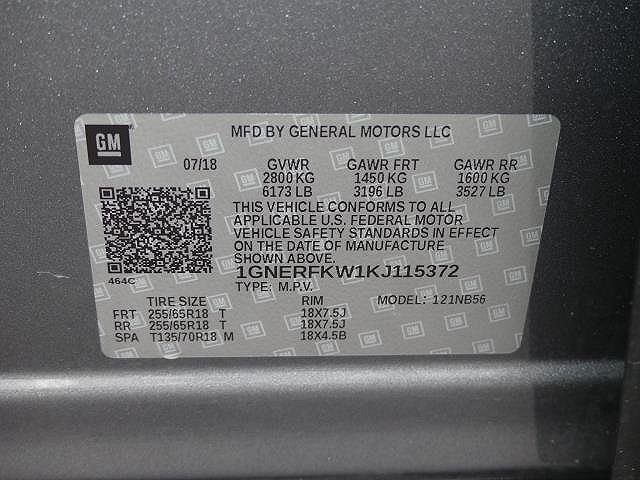 GM
MFD BY GENERAL MOTORS LLC
07/18 GVWR GAWR FRT GAWR RR
2800 KG 1450 KG 1600 KG
6173 LB 3196 LB 3527 LB
THIS VEHICLE CONFORMS TO ALL
APPLICABLE U.S. FEDERAL MOTOR
VEHICLE SAFETY STANDARDS IN EFFECT
ON THE DATE OF MANUFACTURE
SHOWN ABOVE.
464C
1GNERFKW1KJ115372
TYPE: M.P.V.
TIRE SIZE RIM MODEL: 121NB56
FRT 255/65R18 T 18X7.5J
RR 255/65R18 T 18X7.5J
SPA T135/70R18 M 18X4.5B